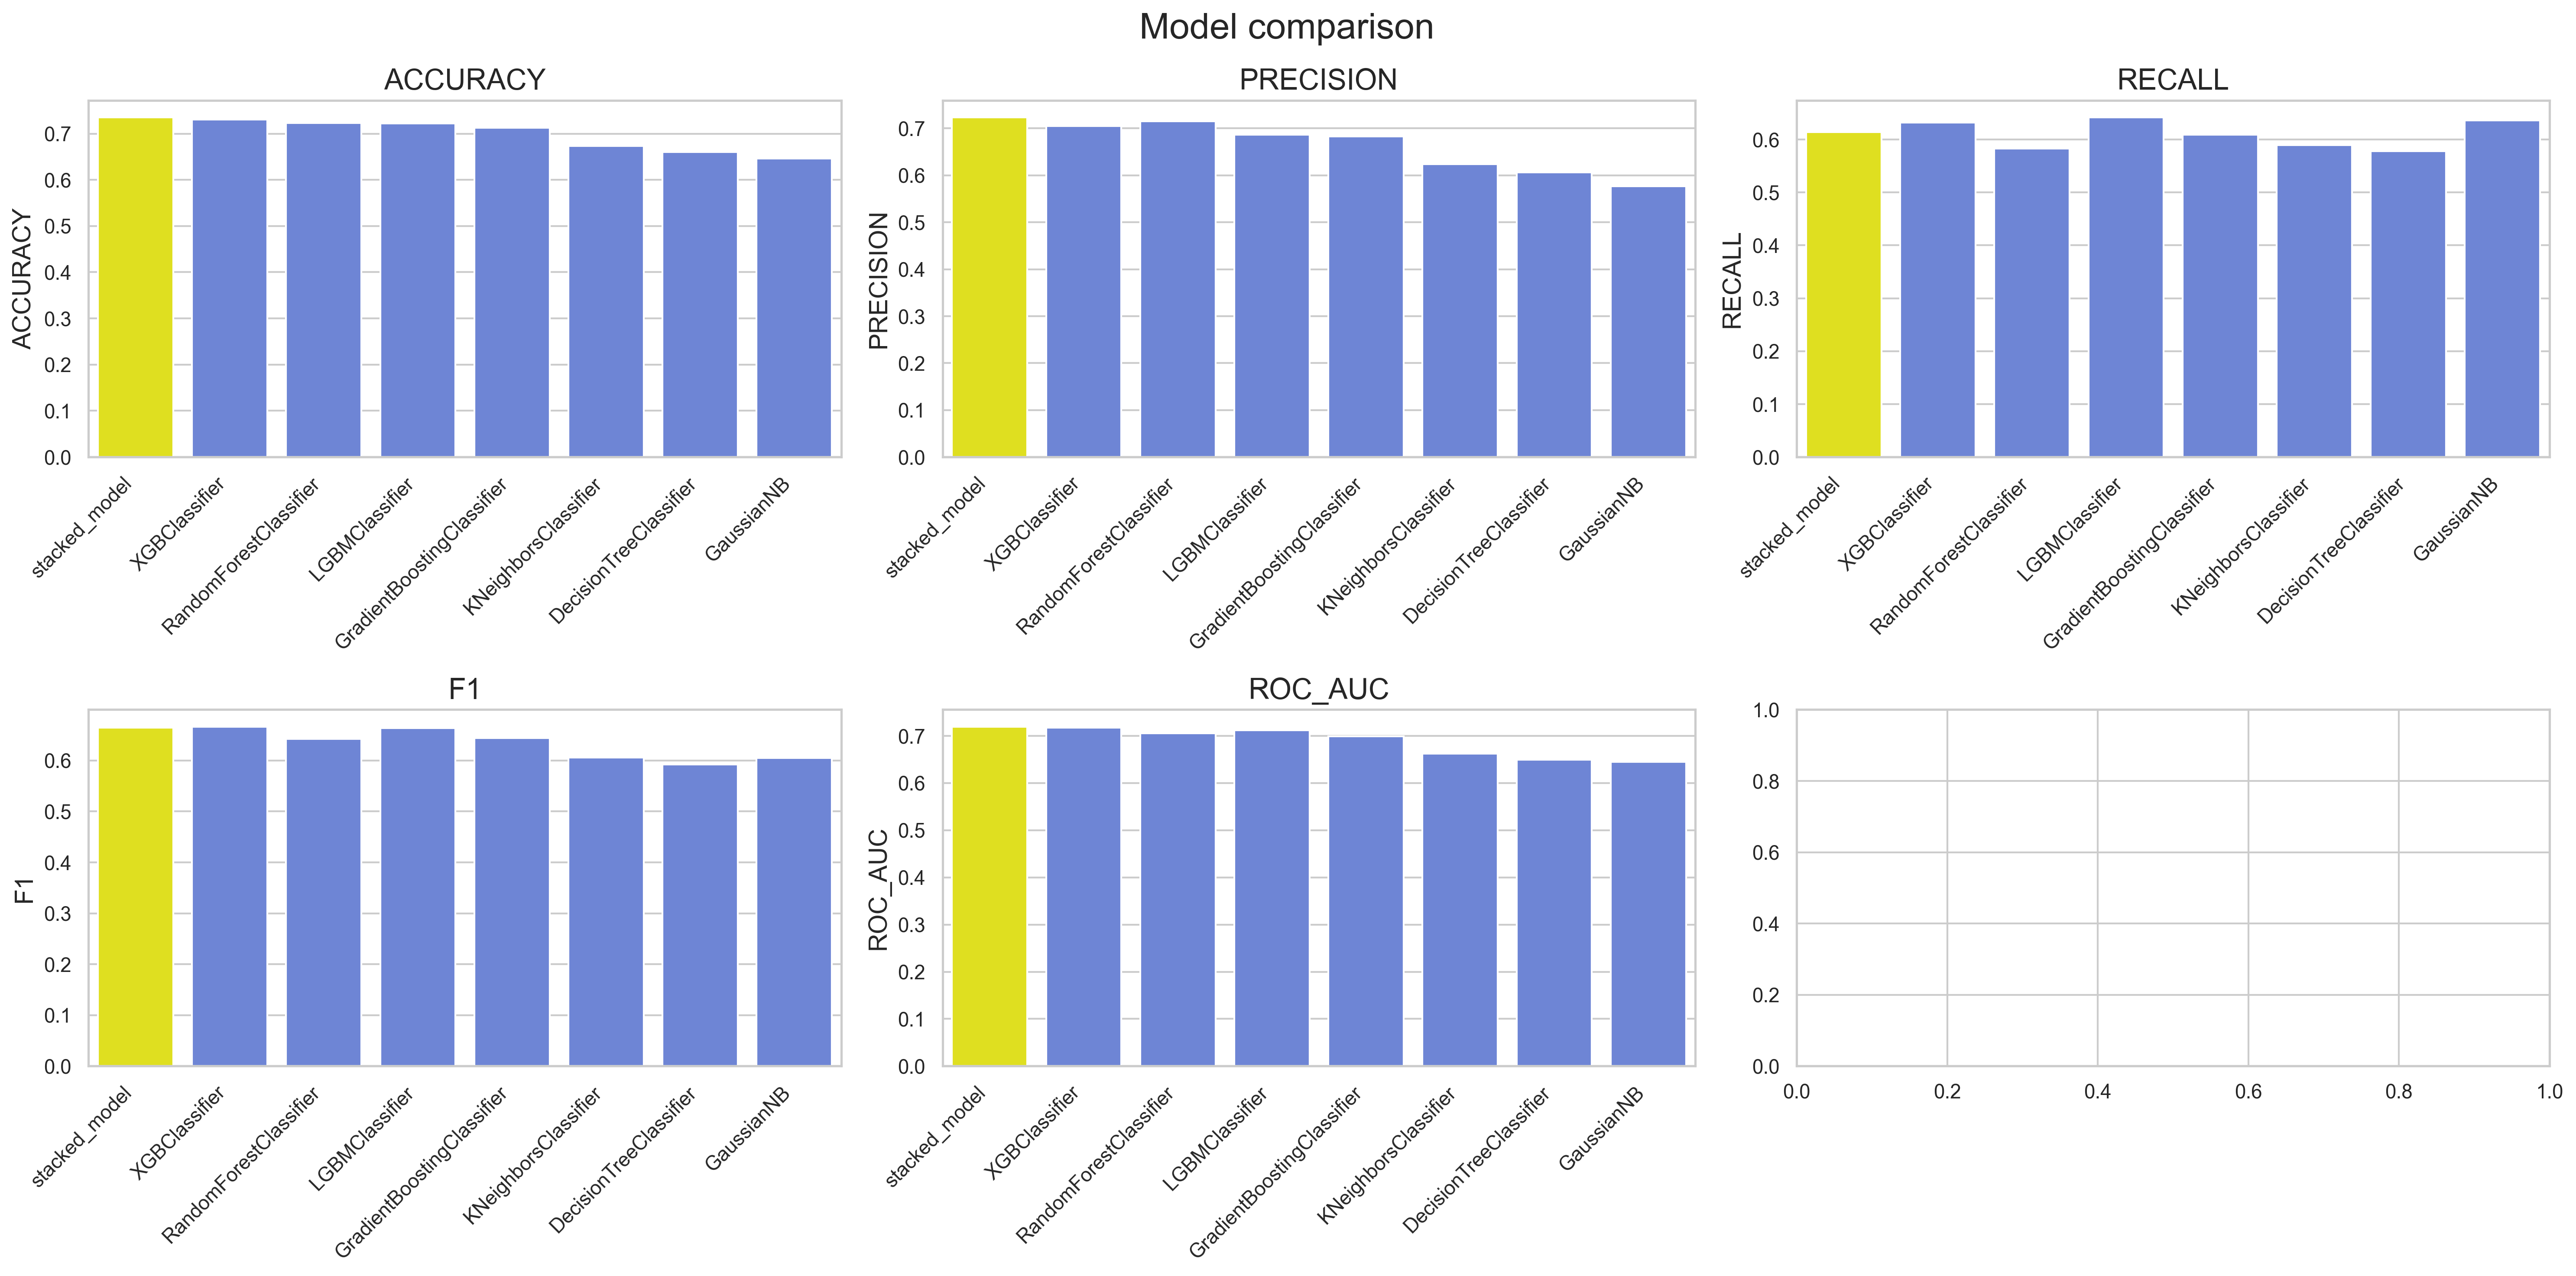 Model comparison
ACCURACY
ACCURACY
0.7
0.6
0.5
0.4
0.3
0.2
0.1
0.0
stacked_model
XGBClassifier
RandomForestClassifier
LGBMClassifier
GradientBoostingClassifier
KNeighborsClassifier
DecisionTreeClassifier
GaussianNB
PRECISION
PRECISION
0.7
0.6
0.5
0.4
0.3
0.2
0.1
0.0
stacked_model
XGBClassifier
RandomForestClassifier
LGBMClassifier
GradientBoostingClassifier
KNeighborsClassifier
DecisionTreeClassifier
GaussianNB
RECALL
RECALL
0.6
0.5
0.4
0.3
0.2
0.1
0.0
stacked_model
XGBClassifier
RandomForestClassifier
LGBMClassifier
GradientBoostingClassifier
KNeighborsClassifier
DecisionTreeClassifier
GaussianNB
F1
F1
0.6
0.5
0.4
0.3
0.2
0.1
0.0
stacked_model
XGBClassifier
RandomForestClassifier
LGBMClassifier
GradientBoostingClassifier
KNeighborsClassifier
DecisionTreeClassifier
GaussianNB
ROC_AUC
ROC_AUC
0.7
0.6
0.5
0.4
0.3
0.2
0.1
0.0
stacked_model
XGBClassifier
RandomForestClassifier
LGBMClassifier
GradientBoostingClassifier
KNeighborsClassifier
DecisionTreeClassifier
GaussianNB
1.0
0.8
0.6
0.4
0.2
0.0
0.0 0.2 0.4 0.6 0.8 1.0